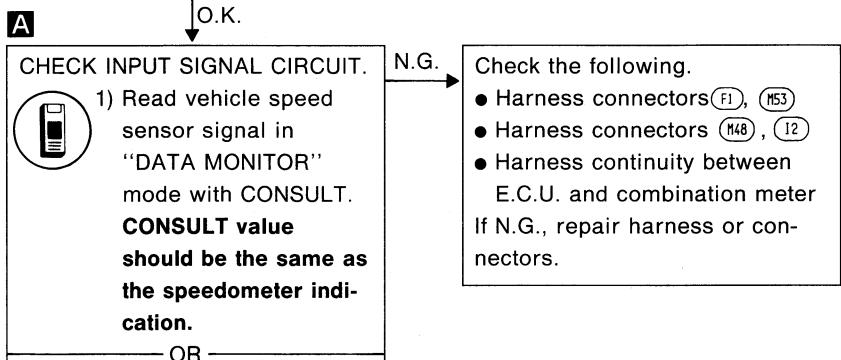 O.K.
A
CHECK INPUT SIGNAL CIRCUIT.
1) Read vehicle speed
sensor signal in
"DATA MONITOR"
mode with CONSULT.
CONSULT value
should be the same as
the speedometer indi-
cation.
OR
N.G.
Check the following.
● Harness connectors (F1), (M53)
● Harness connectors (M48), (I2)
● Harness continuity between
E.C.U. and combination meter
If N.G., repair harness or con-
nectors.